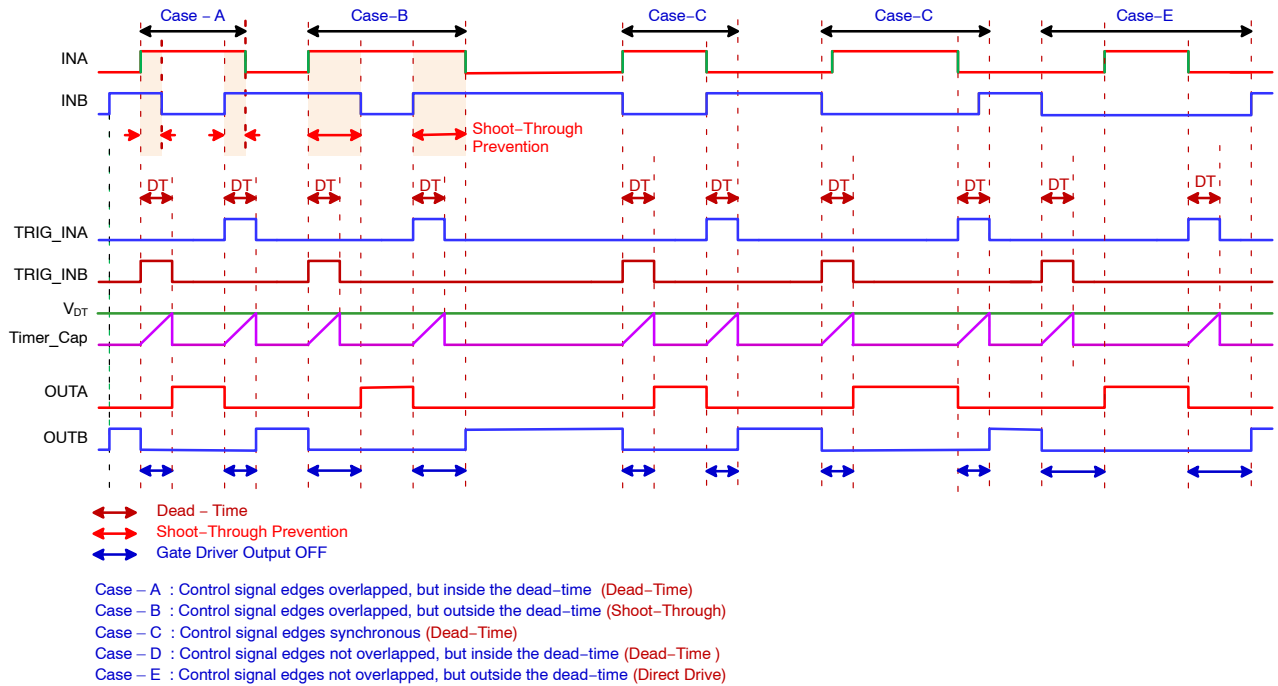 Case – A
Case–B
Case–C
Case–C
Case–E
INA
INB
Shoot–Through
Prevention
DT
DT
DT
DT
DT
DT
DT
DT
DT
DT
TRIG_INA
TRIG_INB
VDT
Timer_Cap
OUTA
OUTB
Dead – Time
Shoot–Through Prevention
Gate Driver Output OFF
Case – A : Control signal edges overlapped, but inside the dead–time (Dead–Time)
Case – B : Control signal edges overlapped, but outside the dead–time (Shoot–Through)
Case – C : Control signal edges synchronous (Dead–Time)
Case – D : Control signal edges not overlapped, but inside the dead–time (Dead–Time )
Case – E : Control signal edges not overlapped, but outside the dead–time (Direct Drive)